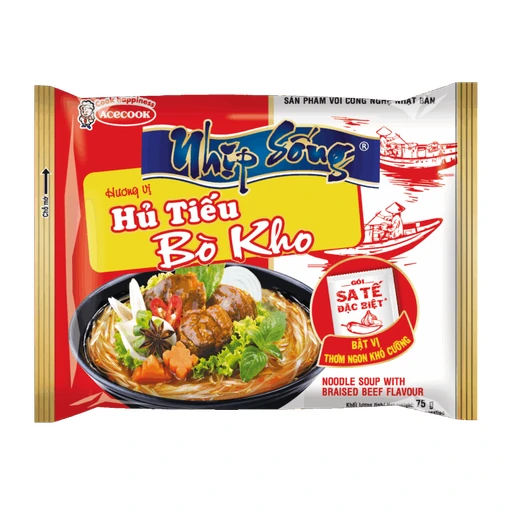 Cook happiness
ACECOOK
SẢN PHẨM VỚI CÔNG NGHỆ NHẬT BẢN
Nhịp Sống®
Hương vị
Hủ Tiếu
Bò Kho
Chỗ mở
GÓI
SA TẾ
ĐẶC BIỆT
BẬT VỊ
THƠM NGON KHÓ CƯỠNG
NOODLE SOUP WITH
BRAISED BEEF FLAVOUR
75 g